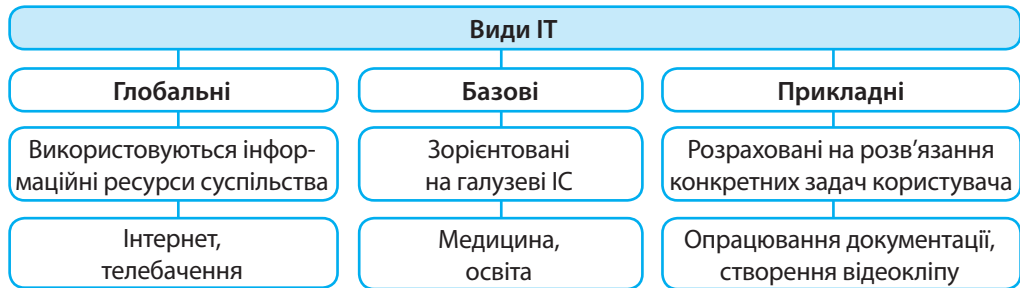 Види ІТ
Глобальні
Базові
Прикладні
Використовуються інфор-
маційні ресурси суспільства
Зорієнтовані
на галузеві ІС
Розраховані на розв'язання
конкретних задач користувача
Інтернет,
телебачення
Медицина,
освіта
Опрацювання документації,
створення відеокліпу